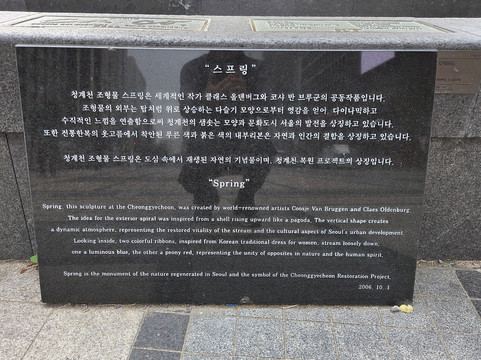 “스프링”
청계천 조형물 스프링은 세계적인 작가 클래스 올덴버그와 코샤 반 브루군의 공동작품입니다.
조형물의 외부는 탑처럼 위로 상승하는 다슬기 모양으로부터 영감을 얻어, 다이나믹하고
수직적인 느낌을 연출함으로써 청계천의 샘솟는 모양과 문화도시 서울의 발전을 상징하고 있습니다.
또한 전통한복의 옷고름에서 착안된 푸른 색과 붉은 색의 내부리본은 자연과 인간의 결합을 상징하고 있습니다.
청계천 조형물 스프링은 도심 속에서 재생된 자연의 기념물이며, 청계천 복원 프로젝트의 상징입니다.
“Spring”
Spring, this sculpture at the Cheonggyecheon, was created by world-renowned artists Coosje Van Bruggen and Claes Oldenburg.
The idea for the exterior spiral was inspired from a shell rising upward like a pagoda. The vertical shape creates
a dynamic atmosphere, representing the restored vitality of the stream and the cultural aspect of Seoul's urban development.
Looking inside, two colorful ribbons, inspired from Korean traditional dress for women, stream loosely down,
one a luminous blue, the other a peony red, representing the unity of opposites in nature and the human spirit.
Spring is the monument of the nature regenerated in Seoul and the symbol of the Cheonggyecheon Restoration Project.
2006. 10. 1